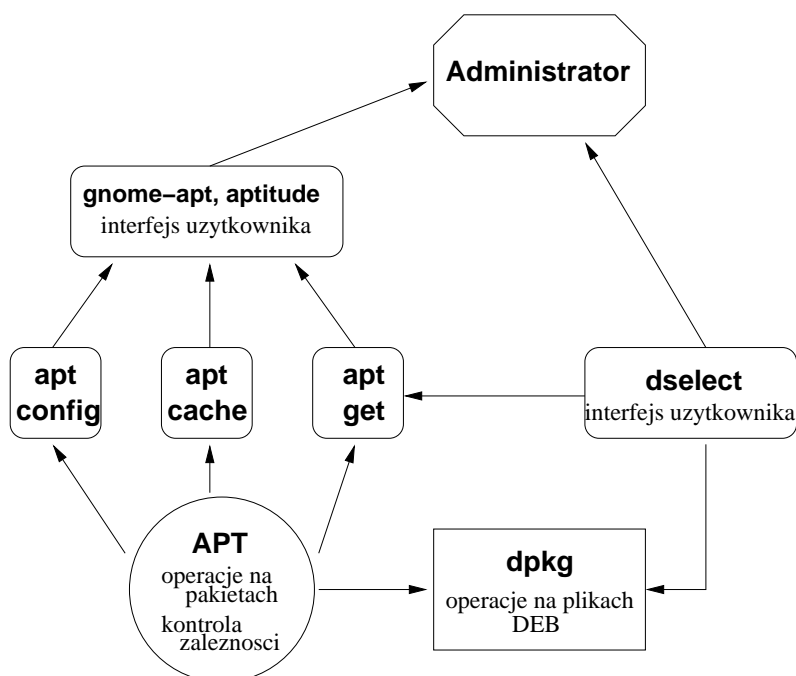 Administrator
gnome−apt, aptitude
interfejs uzytkownika
apt
config
apt
cache
apt
get
dselect
interfejs uzytkownika
APT
operacje na
pakietach
kontrola
zaleznosci
dpkg
operacje na plikach
DEB